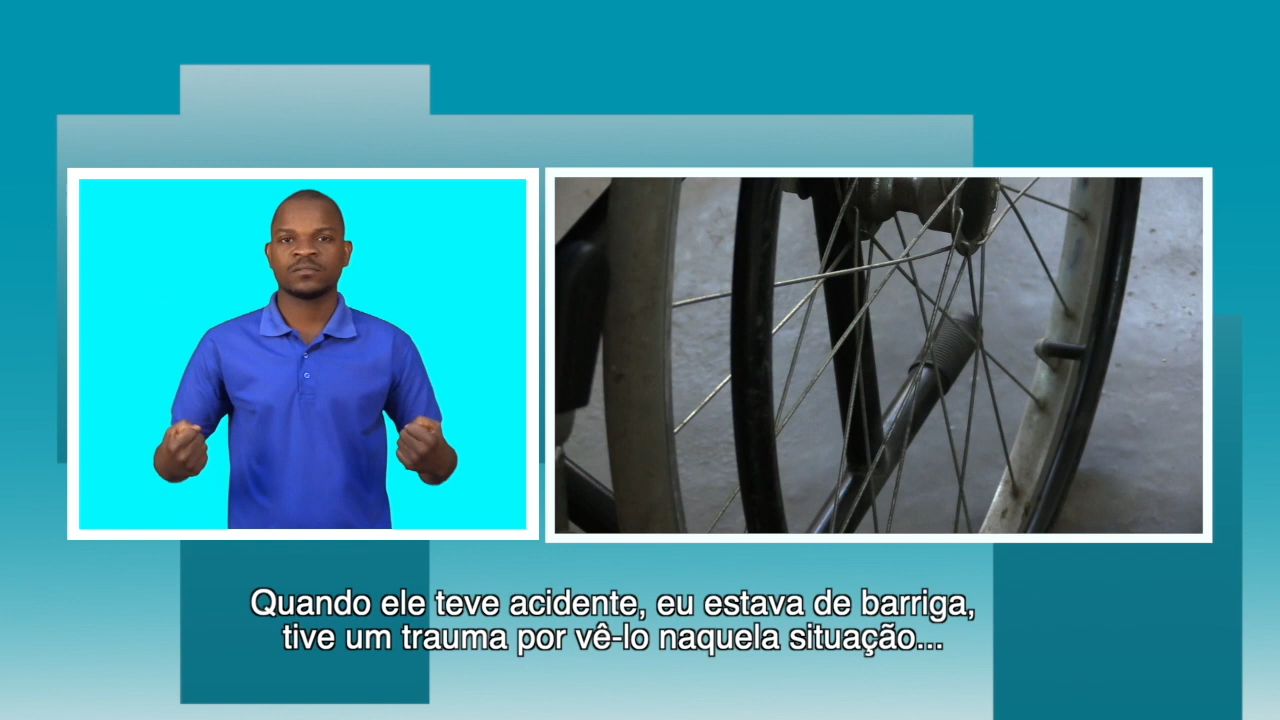 Quando ele teve acidente, eu estava de barriga,
tive um trauma por vê-lo naquela situação...